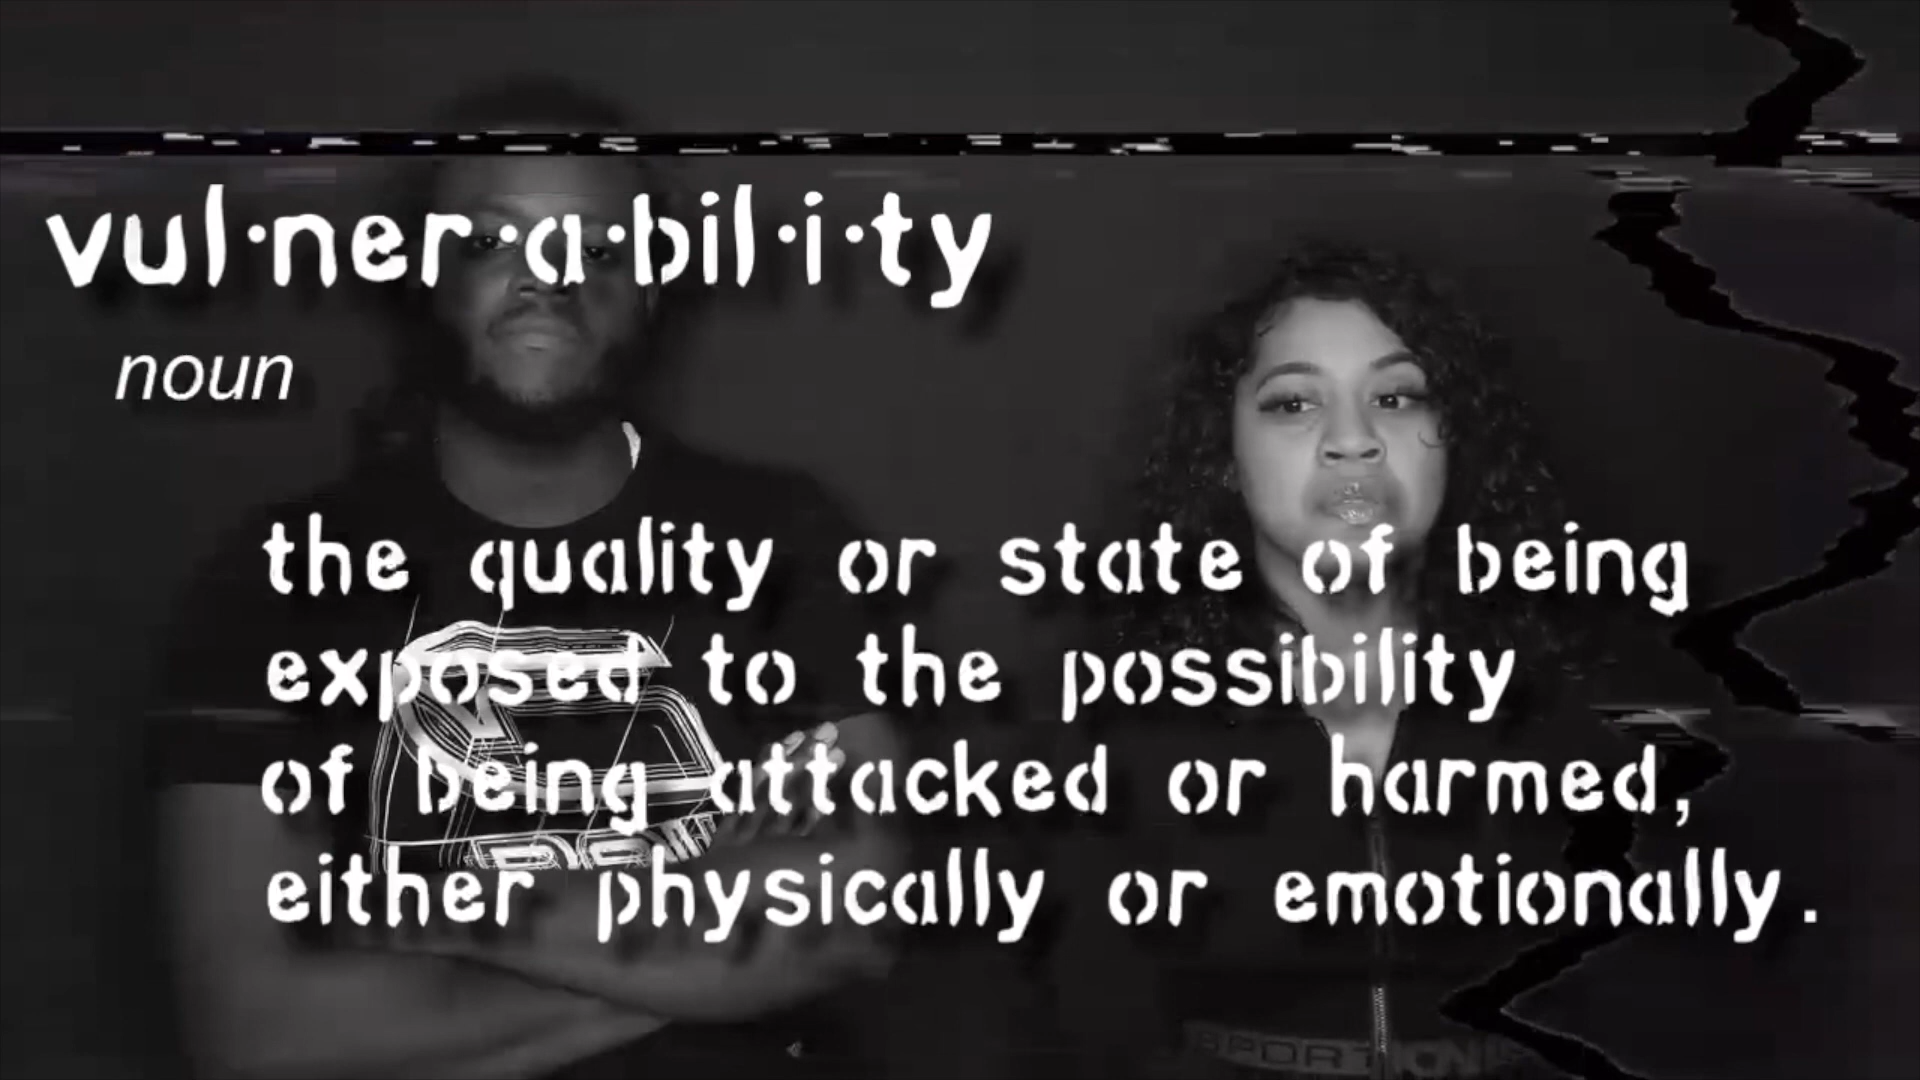 vul·ner·a·bil·i·ty
noun
the quality or state of being
exposed to the possibility
of being attacked or harmed,
either physically or emotionally.